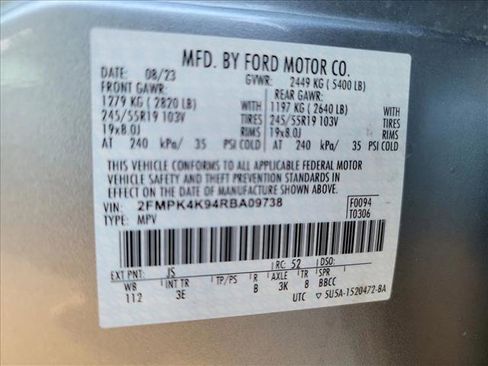 MFD. BY FORD MOTOR CO.
DATE: 08/23 GVWR: 2449 KG (5400 LB)
FRONT GAWR: REAR GAWR:
1279 KG (2820 LB) 1197 KG (2640 LB)
245/55R19 103V TIRES 245/55R19 103V TIRES
19x8.0J RIMS 19x8.0J RIMS
AT 240 kPa/ 35 PSI COLD AT 240 kPa/ 35 PSI COLD
THIS VEHICLE CONFORMS TO ALL APPLICABLE FEDERAL MOTOR
VEHICLE SAFETY, BUMPER, AND THEFT PREVENTION STANDARDS IN
EFFECT ON THE DATE OF MANUFACTURE SHOWN ABOVE.
VIN: 2FMPK4K94RBA09738 F0094
TYPE: MPV T0306
EXT PNT: JS RC: 52 DSO:
WB INT TR TP/PS R AXLE TR SPR
112 3E B 3K 8 BBCC
UTC ▽ SU5A-1520472-BA